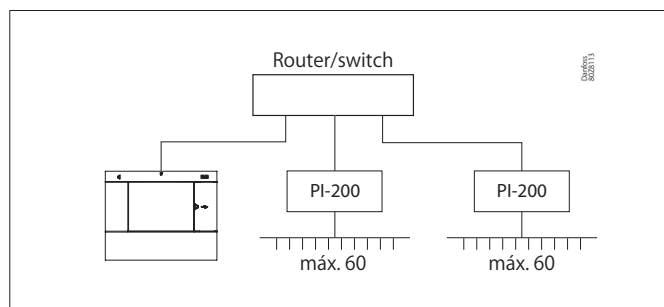 Router/switch
Danfoss
80Z8113
PI-200
PI-200
máx. 60
máx. 60